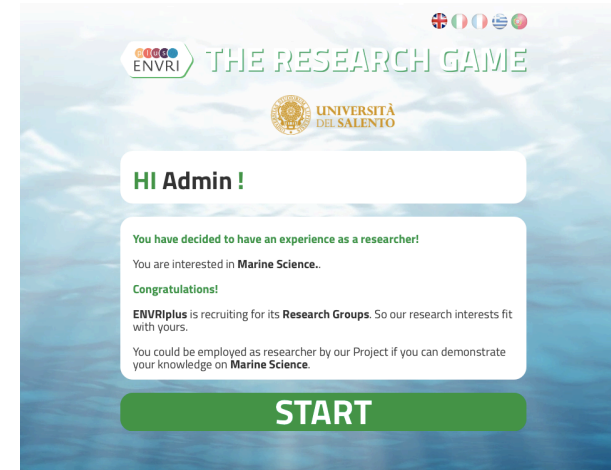 plus
ENVRI
THE RESEARCH GAME
UNIVERSITÀ
DEL SALENTO
HI Admin !
You have decided to have an experience as a researcher!
You are interested in Marine Science..
Congratulations!
ENVRIplus is recruiting for its Research Groups. So our research interests fit
with yours.
You could be employed as researcher by our Project if you can demonstrate
your knowledge on Marine Science.
START